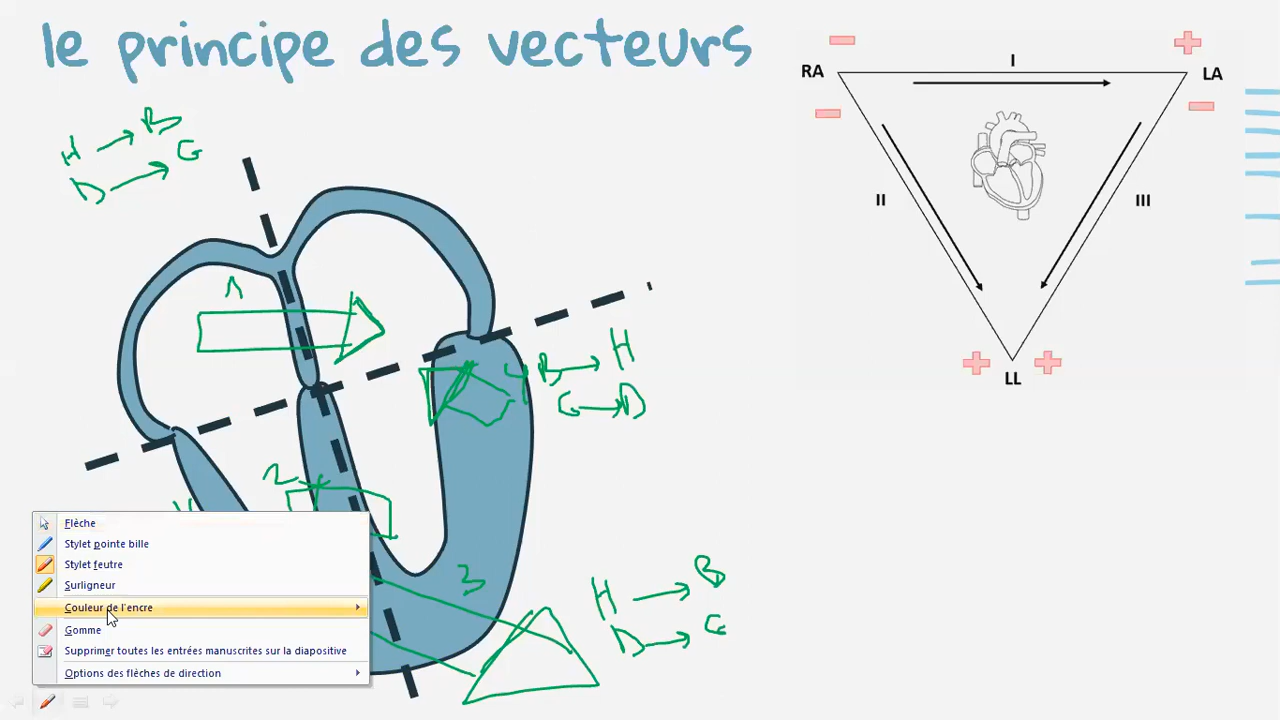 le principe des vecteurs
I
RA
LA
II
III
LL
H → B
D → G
1
B → H
G → D
4
2
3
H → B
D → G
Flèche
Stylet pointe bille
Stylet feutre
Surligneur
Couleur de l'encre
Gomme
Supprimer toutes les entrées manuscrites sur la diapositive
Options des flèches de direction